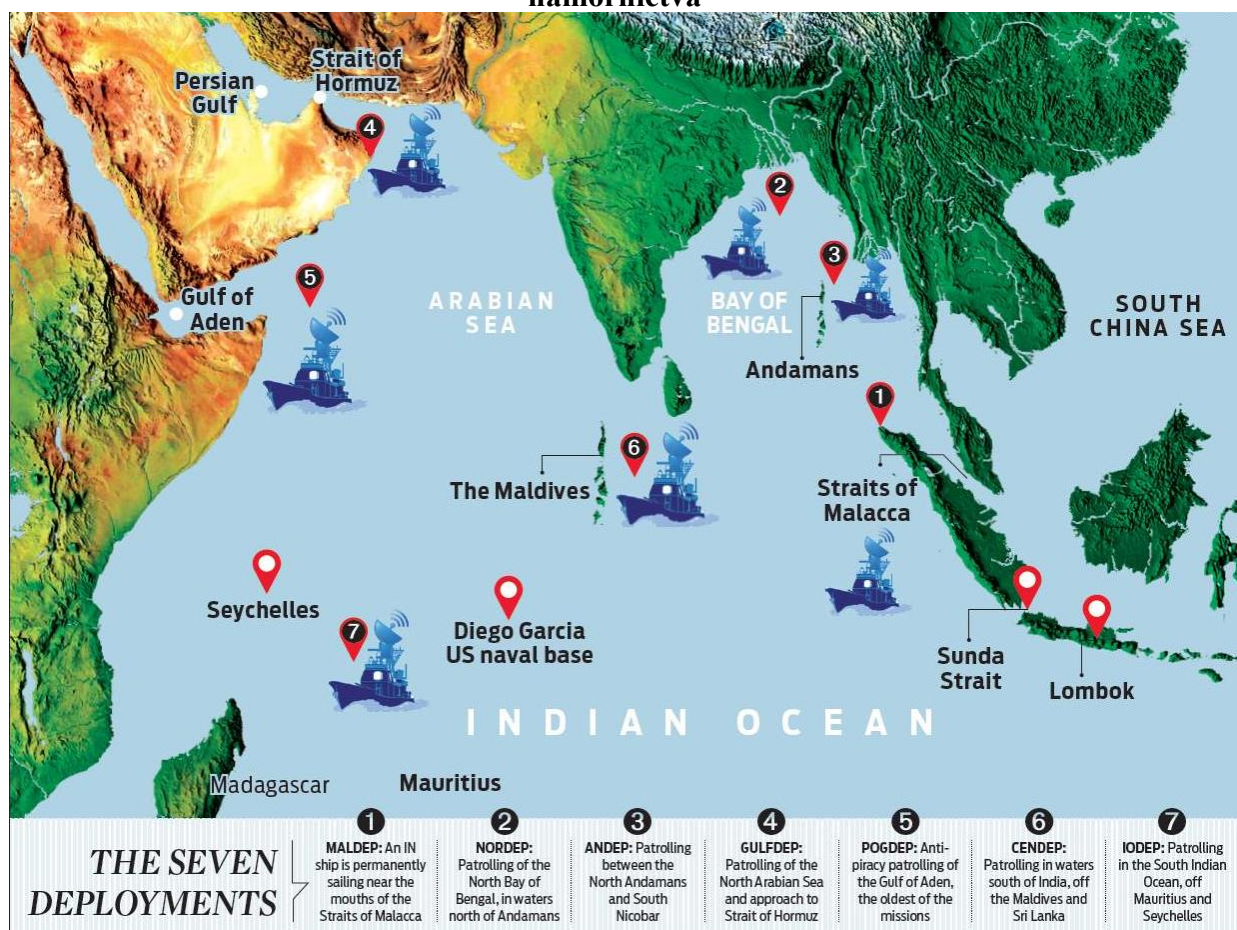 námořnictva
Strait of
Hormuz
Persian
Gulf
4
2
3
5
Gulf of
Aden
ARABIAN
SEA
BAY OF
BENGAL
SOUTH
CHINA SEA
Andamans
1
6
The Maldives
Straits of
Malacca
Seychelles
7
Diego Garcia
US naval base
Sunda
Strait
Lombok
INDIAN OCEAN
Madagascar
Mauritius
THE SEVEN
DEPLOYMENTS
1
MALDEP: An IN
ship is permanently
sailing near the
mouths of the
Straits of Malacca
2
NORDEP:
Patrolling of the
North Bay of
Bengal, in waters
north of Andamans
3
ANDEP: Patrolling
between the
North Andamans
and South
Nicobar
4
GULFDEP:
Patrolling of the
North Arabian Sea
and approach to
Strait of Hormuz
5
POGDEP: Anti-
piracy patrolling of
the Gulf of Aden,
the oldest of the
missions
6
CENDEP:
Patrolling in waters
south of India, off
the Maldives and
Sri Lanka
7
IODEP: Patrolling
in the South Indian
Ocean, off
Mauritius and
Seychelles